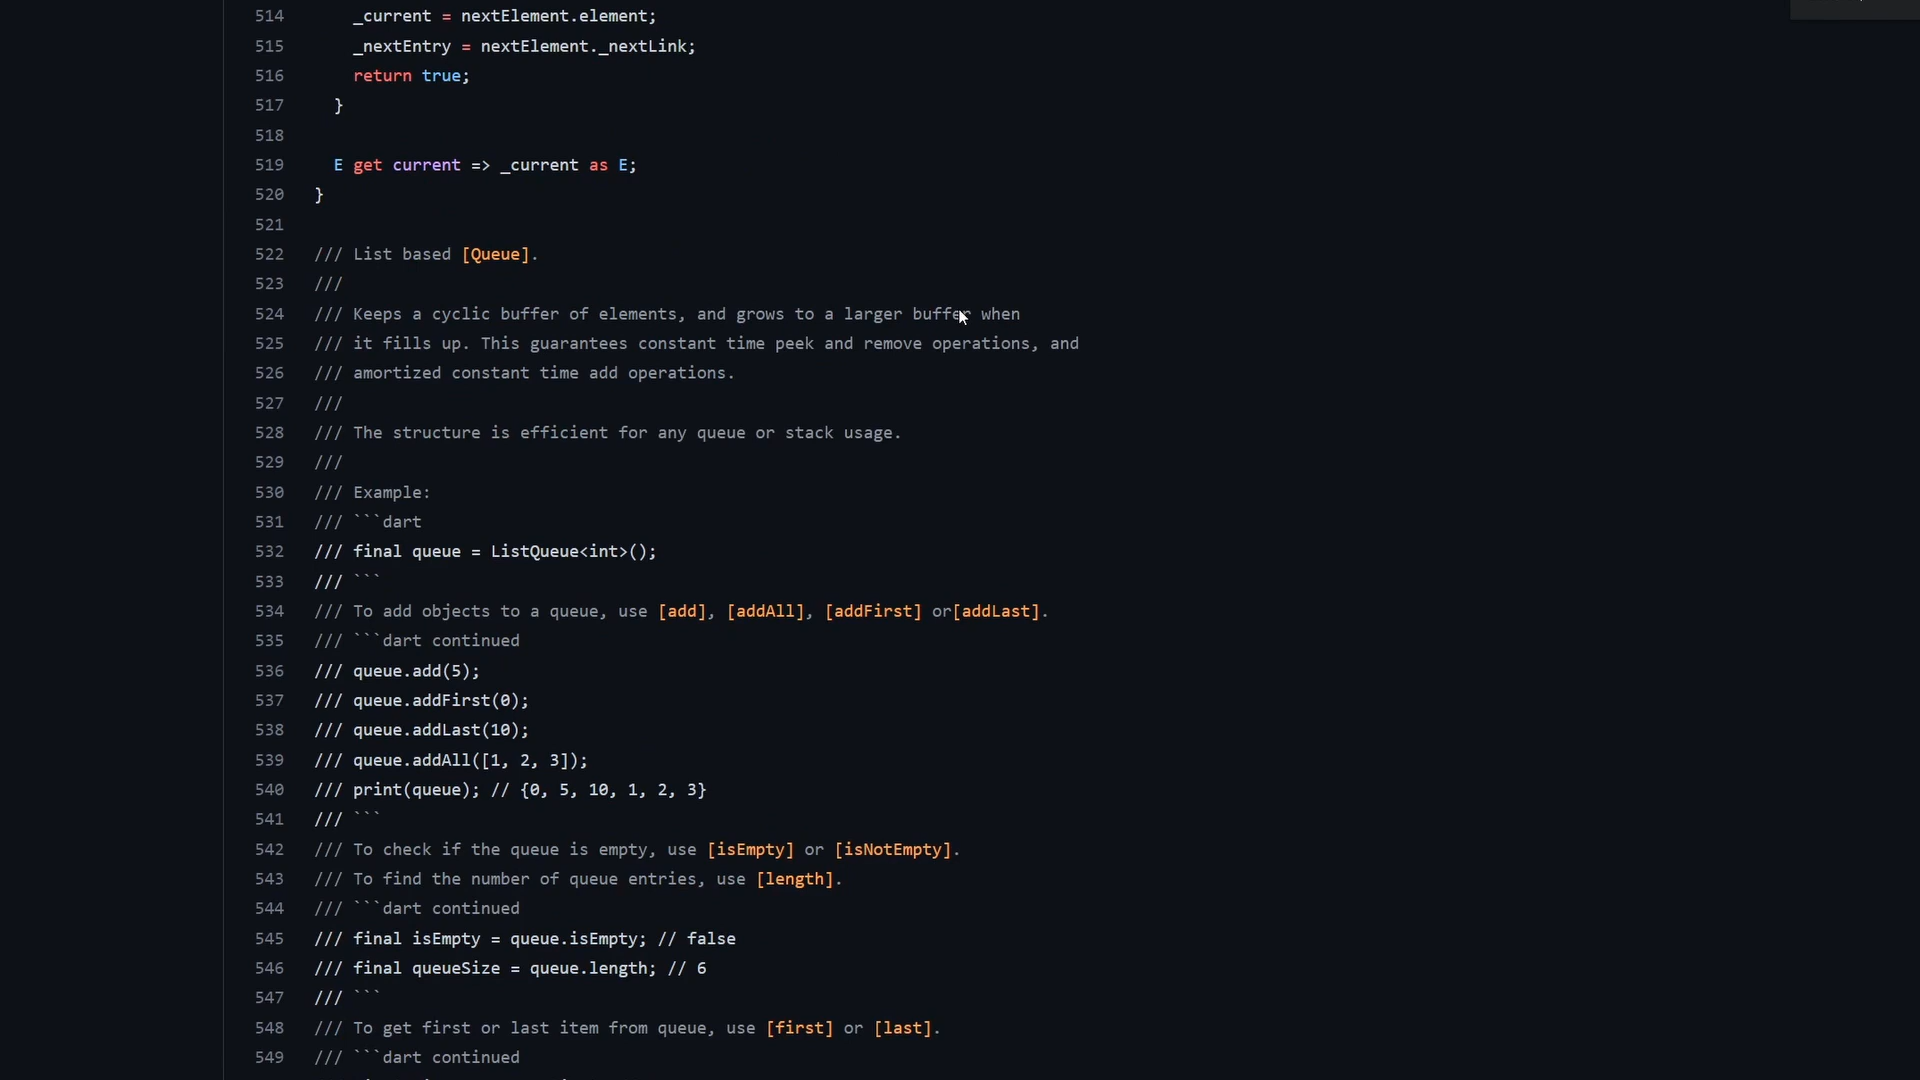 514 _current = nextElement.element;
515 _nextEntry = nextElement._nextLink;
516 return true;
517 }
518
519 E get current => _current as E;
520 }
521
522 /// List based [Queue].
523 ///
524 /// Keeps a cyclic buffer of elements, and grows to a larger buffer when
525 /// it fills up. This guarantees constant time peek and remove operations, and
526 /// amortized constant time add operations.
527 ///
528 /// The structure is efficient for any queue or stack usage.
529 ///
530 /// Example:
531 /// ```dart
532 /// final queue = ListQueue<int>();
533 /// ```
534 /// To add objects to a queue, use [add], [addAll], [addFirst] or[addLast].
535 /// ```dart continued
536 /// queue.add(5);
537 /// queue.addFirst(0);
538 /// queue.addLast(10);
539 /// queue.addAll([1, 2, 3]);
540 /// print(queue); // {0, 5, 10, 1, 2, 3}
541 /// ```
542 /// To check if the queue is empty, use [isEmpty] or [isNotEmpty].
543 /// To find the number of queue entries, use [length].
544 /// ```dart continued
545 /// final isEmpty = queue.isEmpty; // false
546 /// final queueSize = queue.length; // 6
547 /// ```
548 /// To get first or last item from queue, use [first] or [last].
549 /// ```dart continued